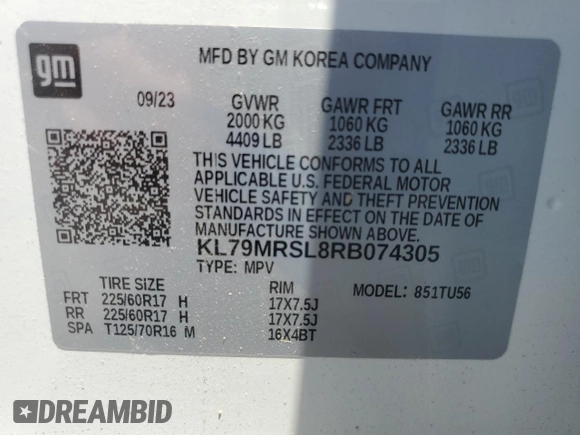 gm
MFD BY GM KOREA COMPANY
09/23 GVWR GAWR FRT GAWR RR
2000 KG 1060 KG 1060 KG
4409 LB 2336 LB 2336 LB
THIS VEHICLE CONFORMS TO ALL
APPLICABLE U.S. FEDERAL MOTOR
VEHICLE SAFETY AND THEFT PREVENTION
STANDARDS IN EFFECT ON THE DATE OF
MANUFACTURE SHOWN ABOVE.
KL79MRSL8RB074305
TYPE: MPV
TIRE SIZE RIM MODEL: 851TU56
FRT 225/60R17 H 17X7.5J
RR 225/60R17 H 17X7.5J
SPA T125/70R16 M 16X4BT
DREAMBID